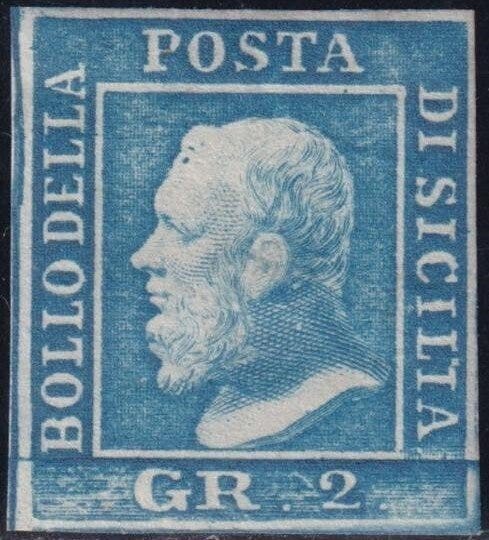 BOLLO DELLA
POSTA
DI SICILIA
GR. 2.